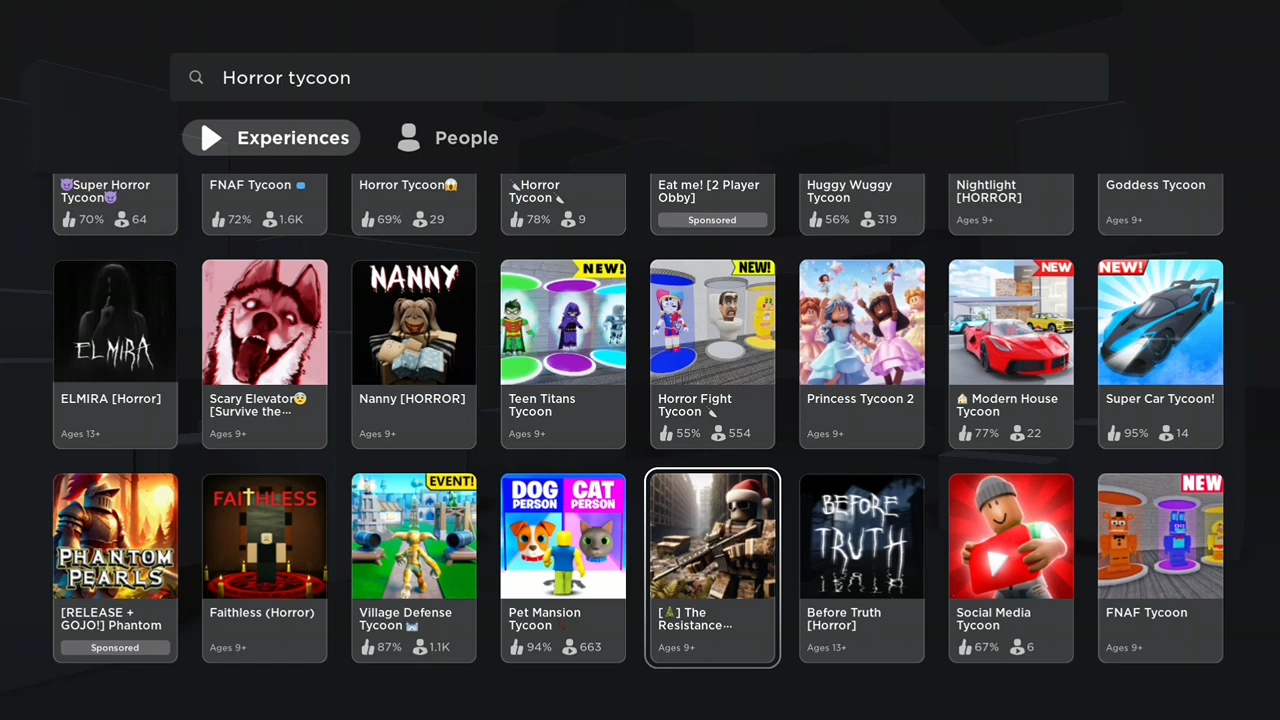 Horror tycoon
Experiences
People
😈Super Horror
Tycoon😈
70% 64
FNAF Tycoon
72% 1.6K
Horror Tycoon😱
69% 29
🔪Horror
Tycoon🔪
78% 9
Eat me! [2 Player
Obby]
Sponsored
Huggy Wuggy
Tycoon
56% 319
Nightlight
[HORROR]
Ages 9+
Goddess Tycoon
Ages 9+
ELMIRA
ELMIRA [Horror]
Ages 13+
Scary Elevator😨
[Survive the...
Ages 9+
NANNY
Nanny [HORROR]
Ages 9+
NEW!
Teen Titans
Tycoon
Ages 9+
NEW!
Horror Fight
Tycoon 🔪
55% 554
Princess Tycoon 2
Ages 9+
NEW
🏠 Modern House
Tycoon
77% 22
NEW!
Super Car Tycoon!
95% 14
PHANTOM
PEARLS
[RELEASE +
GOJO!] Phantom
Sponsored
FAITHLESS
Faithless (Horror)
Ages 9+
EVENT!
Village Defense
Tycoon
87% 1.1K
DOG
PERSON
CAT
PERSON
Pet Mansion
Tycoon
94% 663
[🎄] The
Resistance...
Ages 9+
BEFORE
TRUTH
Before Truth
[Horror]
Ages 13+
Social Media
Tycoon
67% 6
NEW
FNAF Tycoon
Ages 9+